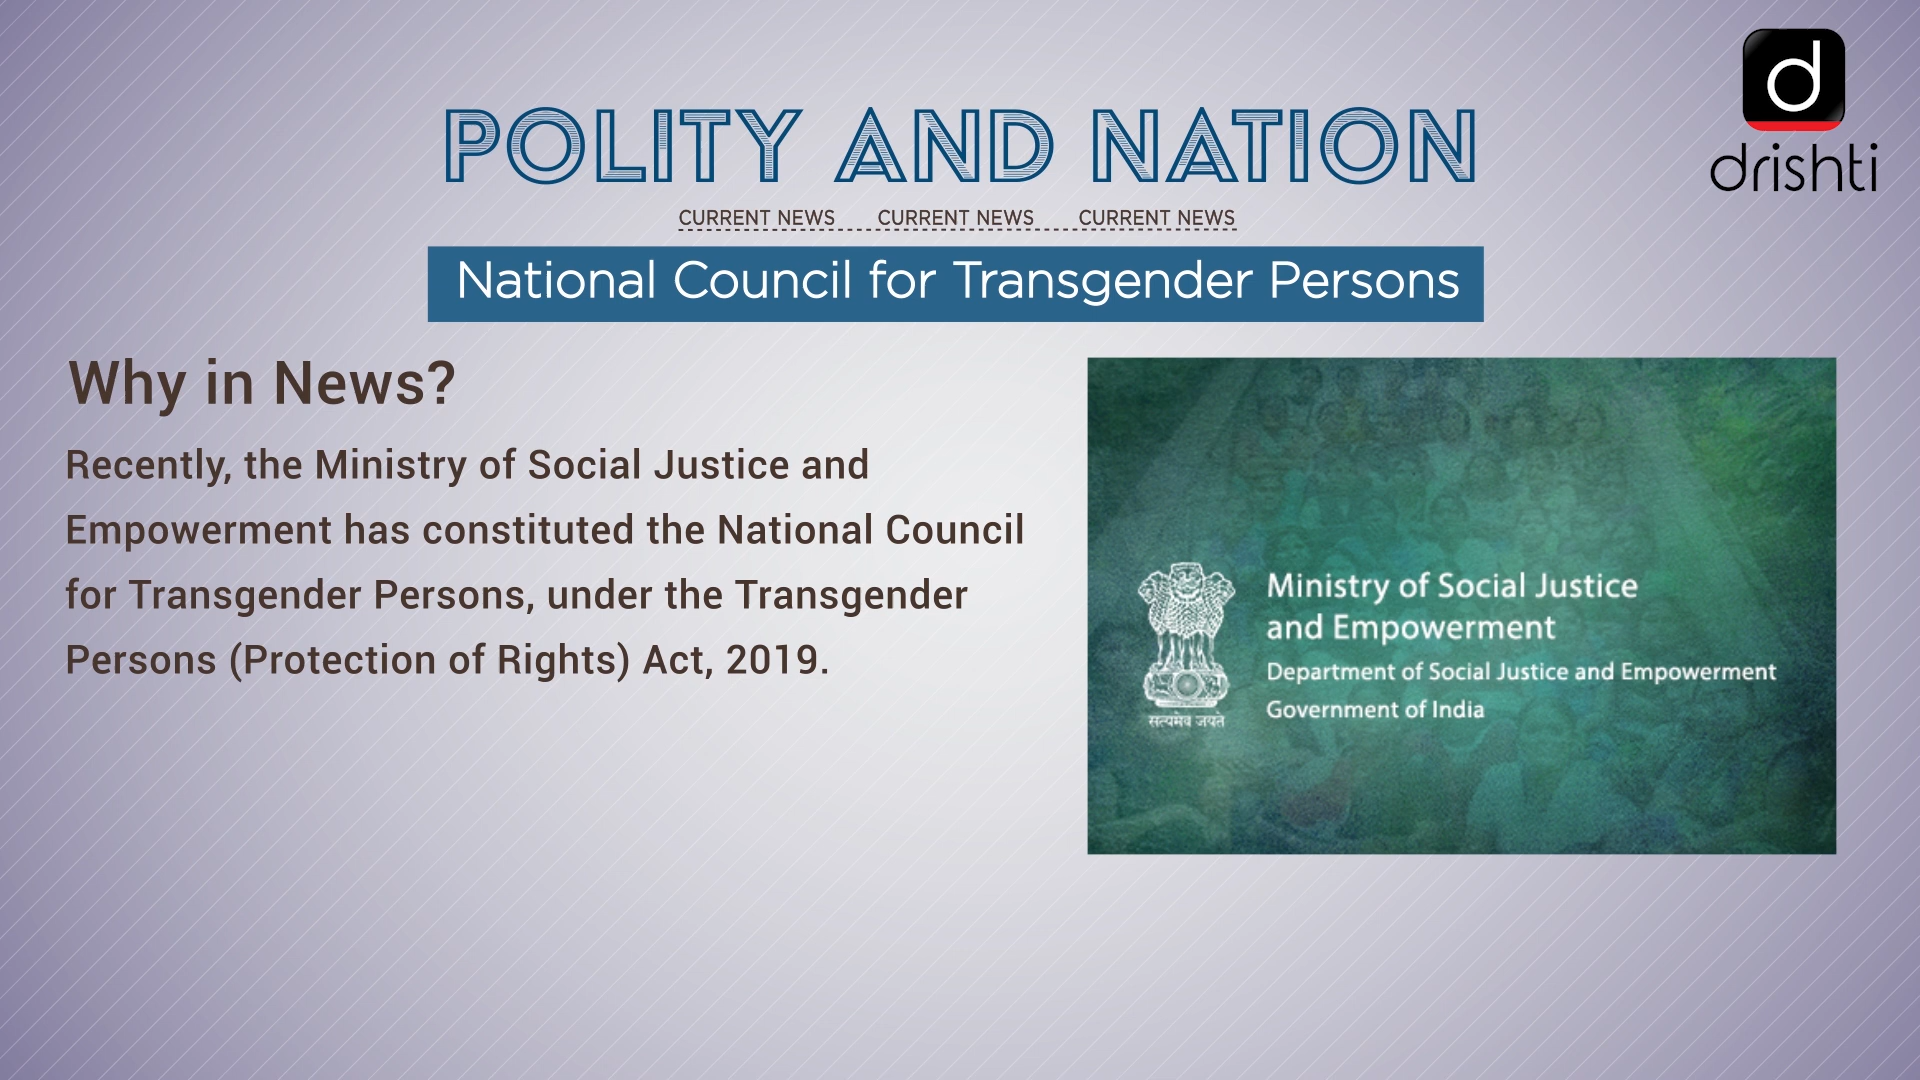 d
drishti
POLITY AND NATION
CURRENT NEWS CURRENT NEWS CURRENT NEWS
National Council for Transgender Persons
Why in News?
Recently, the Ministry of Social Justice and
Empowerment has constituted the National Council
for Transgender Persons, under the Transgender
Persons (Protection of Rights) Act, 2019.
Ministry of Social Justice
and Empowerment
Department of Social Justice and Empowerment
Government of India
सत्यमेव जयते